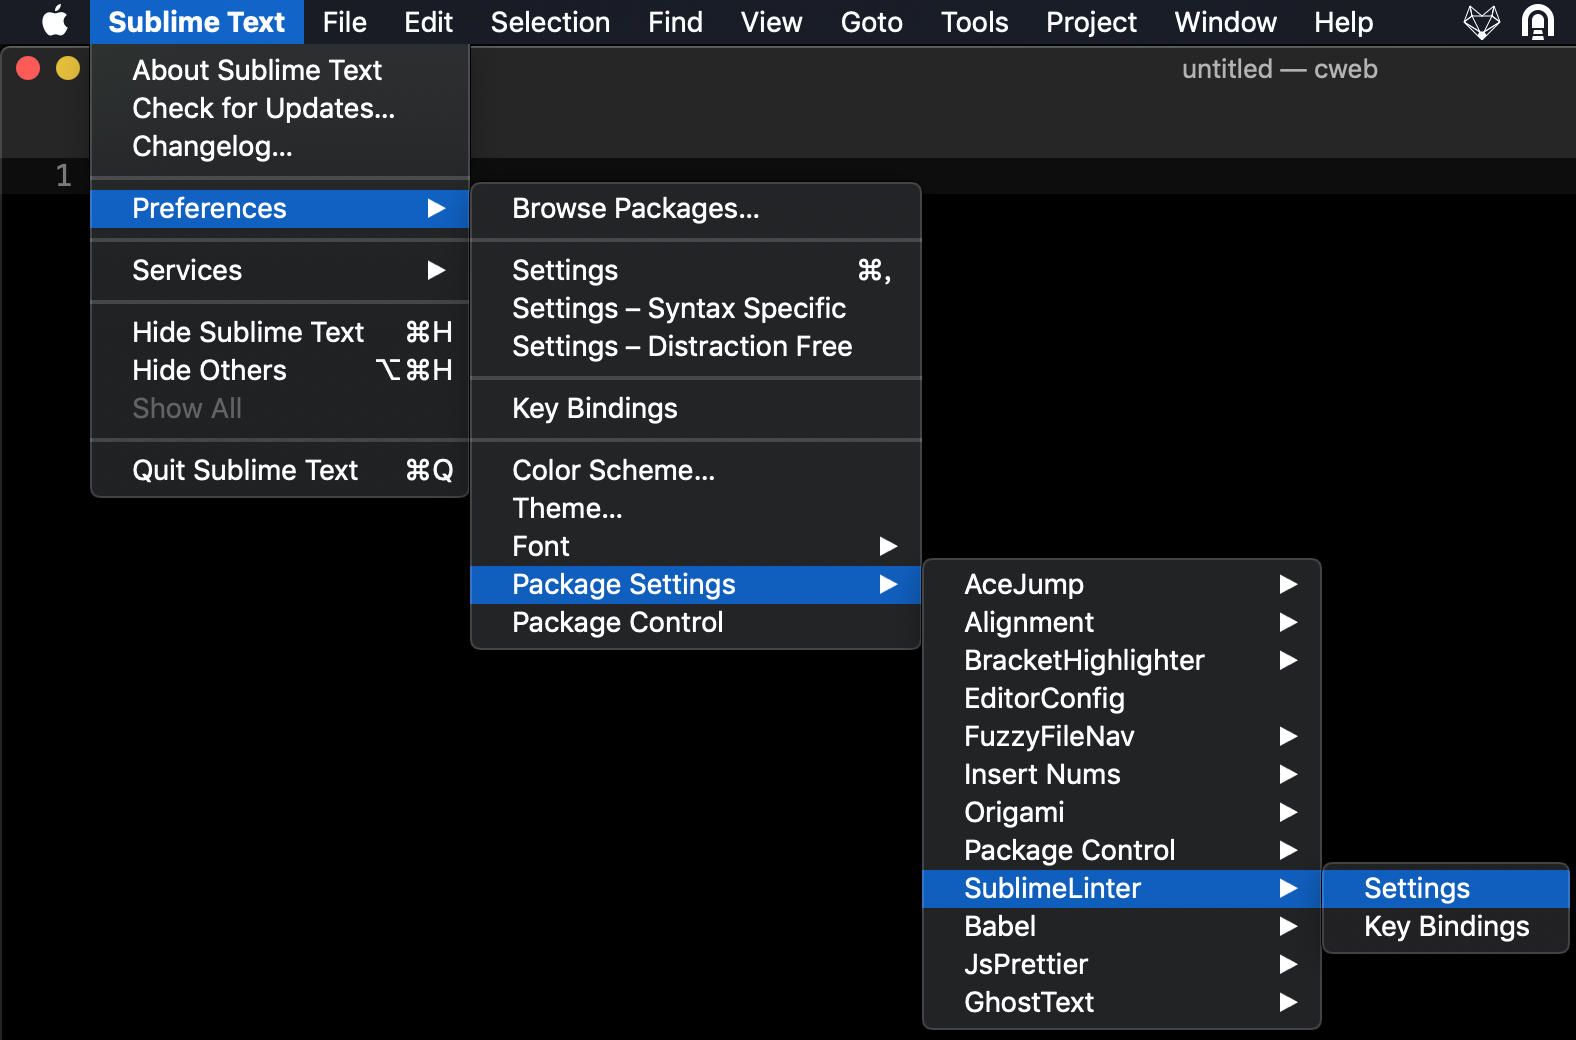 Sublime Text File Edit Selection Find View Goto Tools Project Window Help
untitled — cweb
About Sublime Text
Check for Updates...
Changelog...
1
Preferences ▶
Services ▶
Hide Sublime Text ⌘H
Hide Others ⌥⌘H
Show All
Quit Sublime Text ⌘Q
Browse Packages...
Settings ⌘,
Settings – Syntax Specific
Settings – Distraction Free
Key Bindings
Color Scheme...
Theme...
Font ▶
Package Settings ▶
Package Control
AceJump ▶
Alignment ▶
BracketHighlighter ▶
EditorConfig
FuzzyFileNav ▶
Insert Nums ▶
Origami ▶
Package Control ▶
SublimeLinter ▶
Babel ▶
JsPrettier ▶
GhostText ▶
Settings
Key Bindings